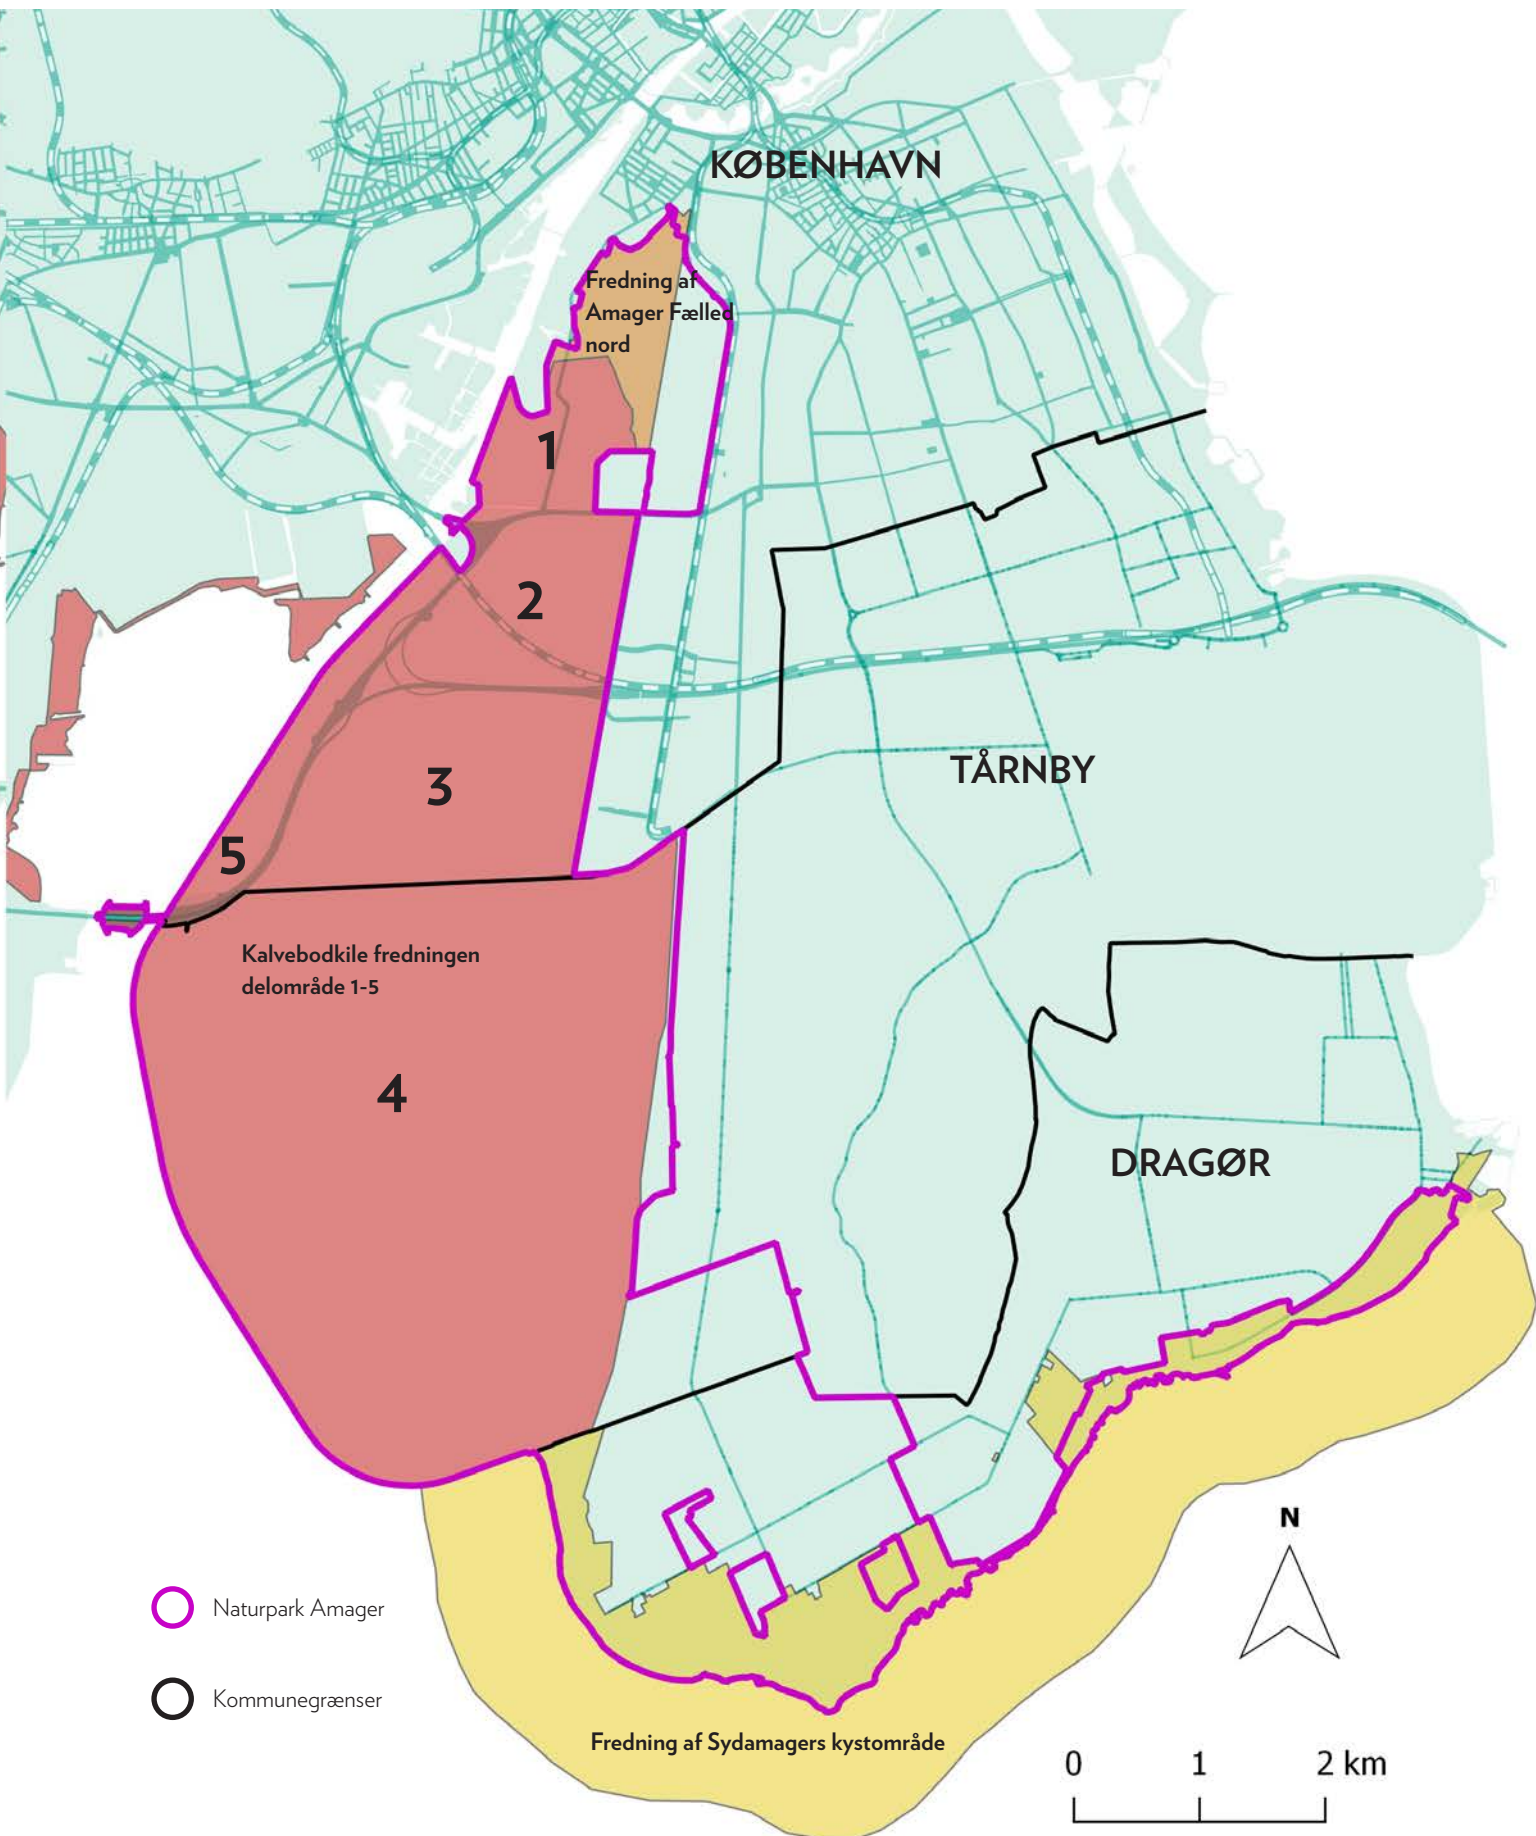 KØBENHAVN
Fredning af
Amager Fælled
nord
1
2
3
TÅRNBY
5
Kalvebodkile fredningen
delområde 1-5
4
DRAGØR
N
Naturpark Amager
Kommunegrænser
Fredning af Sydamagers kystområde
0 1 2 km